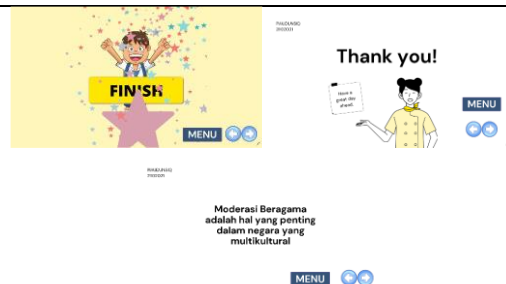 FINISH
MENU
Thank you!
Have a
great day
ahead.
MENU
Moderasi Beragama
adalah hal yang penting
dalam negara yang
multikultural
MENU